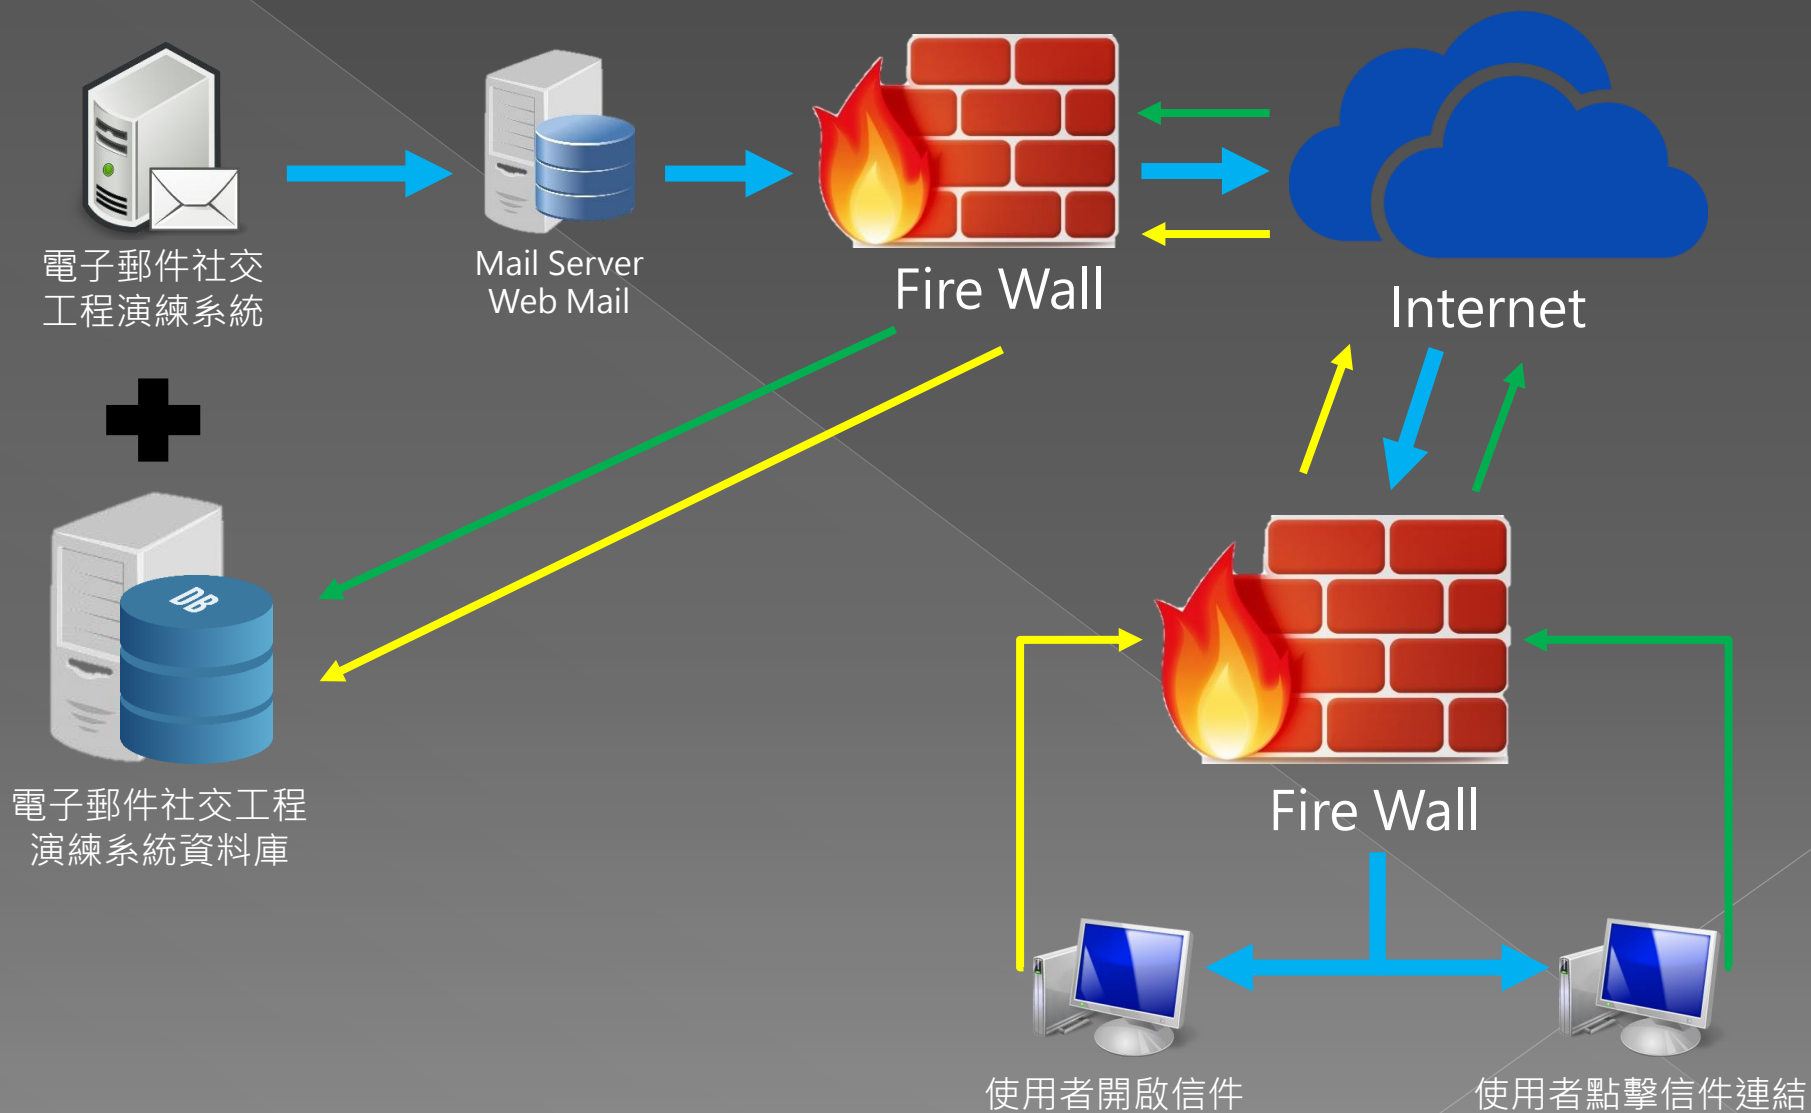 電子郵件社交
工程演練系統
Mail Server
Web Mail
Fire Wall
Internet
DB
電子郵件社交工程
演練系統資料庫
Fire Wall
使用者開啟信件
使用者點擊信件連結